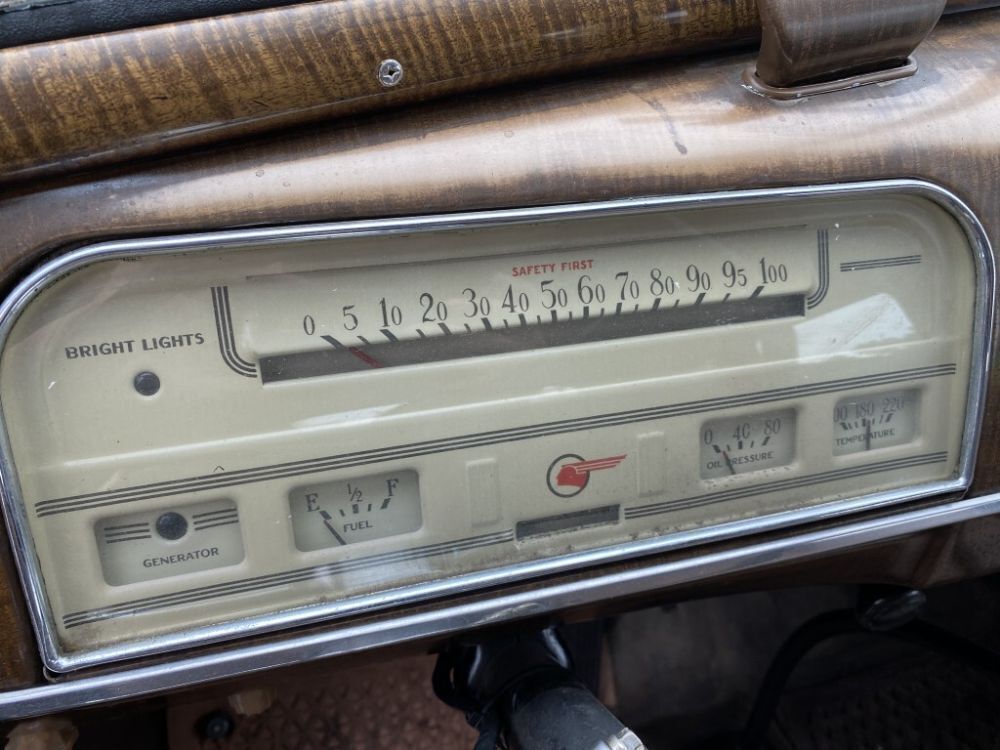 SAFETY FIRST
0 5 10 20 30 40 50 60 70 80 90 95 100
BRIGHT LIGHTS
GENERATOR
E 1/2 F
FUEL
0 40 80
OIL PRESSURE
00 180 220
TEMPERATURE